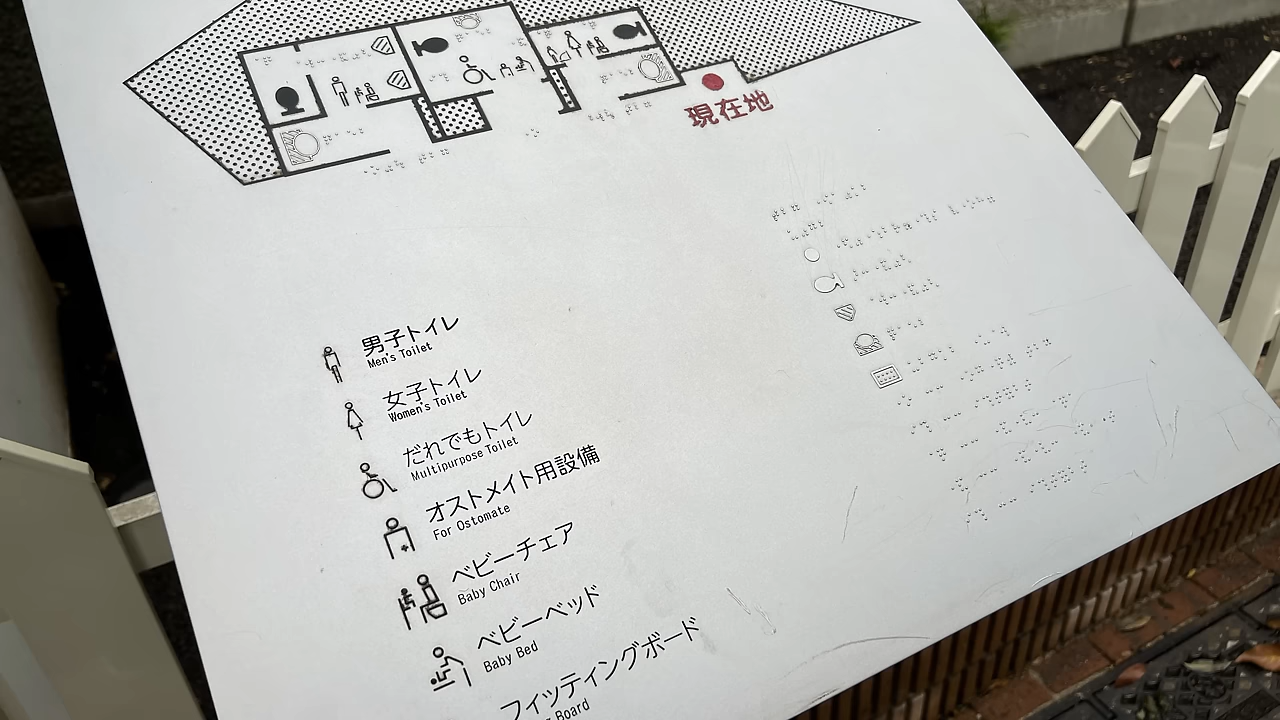 現在地
男子トイレ
Men's Toilet
女子トイレ
Women's Toilet
だれでもトイレ
Multipurpose Toilet
オストメイト用設備
For Ostomate
ベビーチェア
Baby Chair
ベビーベッド
Baby Bed
フィッティングボード
Board